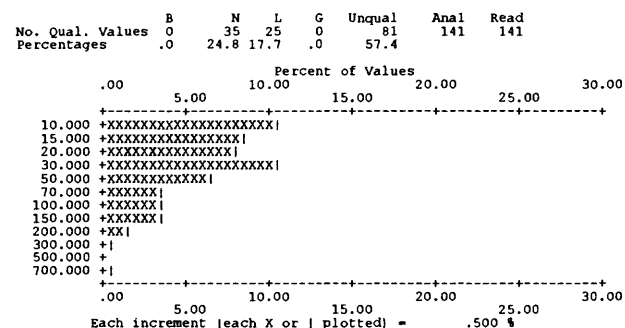 B N L G Unqual Anal Read
No. Qual. Values 0 35 25 0 81 141 141
Percentages .0 24.8 17.7 .0 57.4
Percent of Values
.00 10.00 20.00 30.00
5.00 15.00 25.00
+---------+---------+---------+---------+---------+---------+
10.000 +XXXXXXXXXXXXXXXXXXXX|
15.000 +XXXXXXXXXXXXXXXX|
20.000 +XXXXXXXXXXXXXXX|
30.000 +XXXXXXXXXXXXXXXXXXXX|
50.000 +XXXXXXXXXXXX|
70.000 +XXXXXX|
100.000 +XXXXXX|
150.000 +XXXXXX|
200.000 +XX|
300.000 +|
500.000 +
700.000 +|
+---------+---------+---------+---------+---------+---------+
.00 10.00 20.00 30.00
5.00 15.00 25.00
Each increment |each X or | plotted| = .500 %